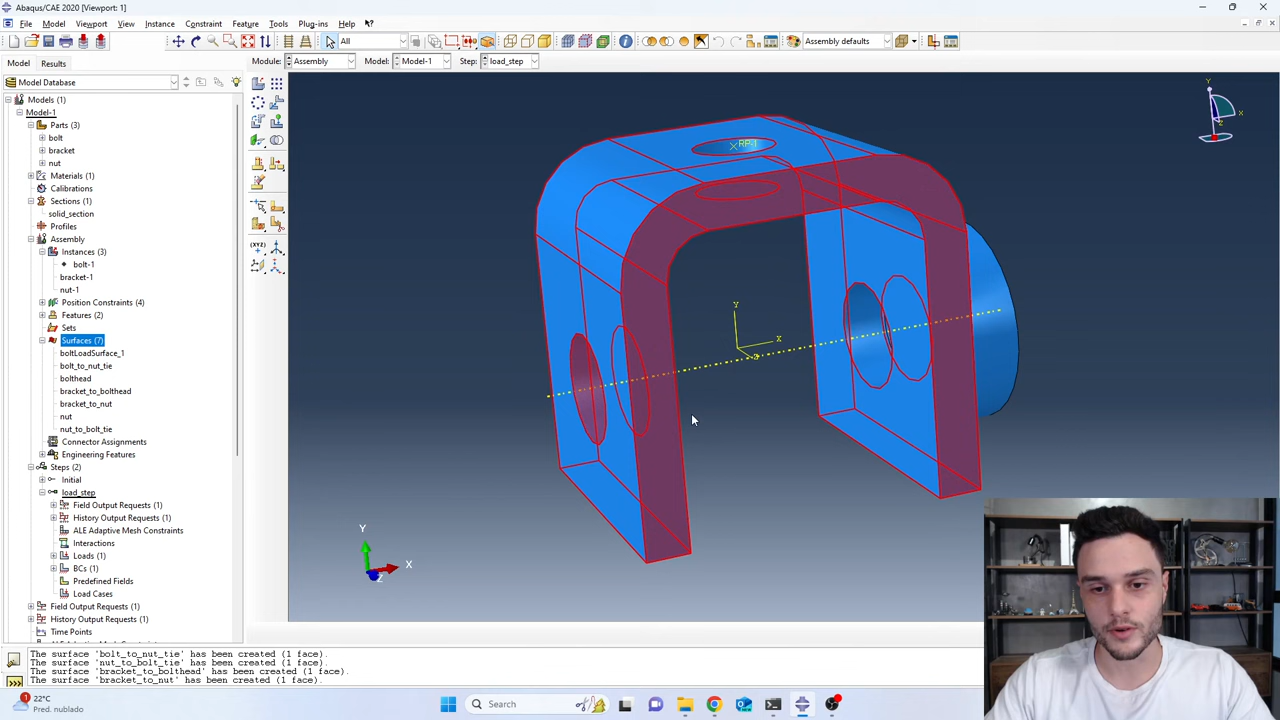 Abaqus/CAE 2020 [Viewport: 1]
File Model Viewport View Instance Constraint Feature Tools Plug-ins Help
All Assembly defaults
Model Results Module: Assembly Model: Model-1 Step: load_step
Model Database
Models (1)
Model-1
Parts (3)
bolt
bracket
nut
Materials (1)
Calibrations
Sections (1)
solid_section
Profiles
Assembly
Instances (3)
bolt-1
bracket-1
nut-1
Position Constraints (4)
Features (2)
Sets
Surfaces (7)
boltLoadSurface_1
bolt_to_nut_tie
bolthead
bracket_to_bolthead
bracket_to_nut
nut
nut_to_bolt_tie
Connector Assignments
Engineering Features
Steps (2)
Initial
load_step
Field Output Requests (1)
History Output Requests (1)
ALE Adaptive Mesh Constraints
Interactions
Loads (1)
BCs (1)
Predefined Fields
Load Cases
Field Output Requests (1)
History Output Requests (1)
Time Points
RP-1
Y
X
Y
X
Z
Y
X
The surface 'bolt_to_nut_tie' has been created (1 face).
The surface 'nut_to_bolt_tie' has been created (1 face).
The surface 'bracket_to_bolthead' has been created (1 face).
The surface 'bracket_to_nut' has been created (1 face).
1
22°C
Pred. nublado
Search